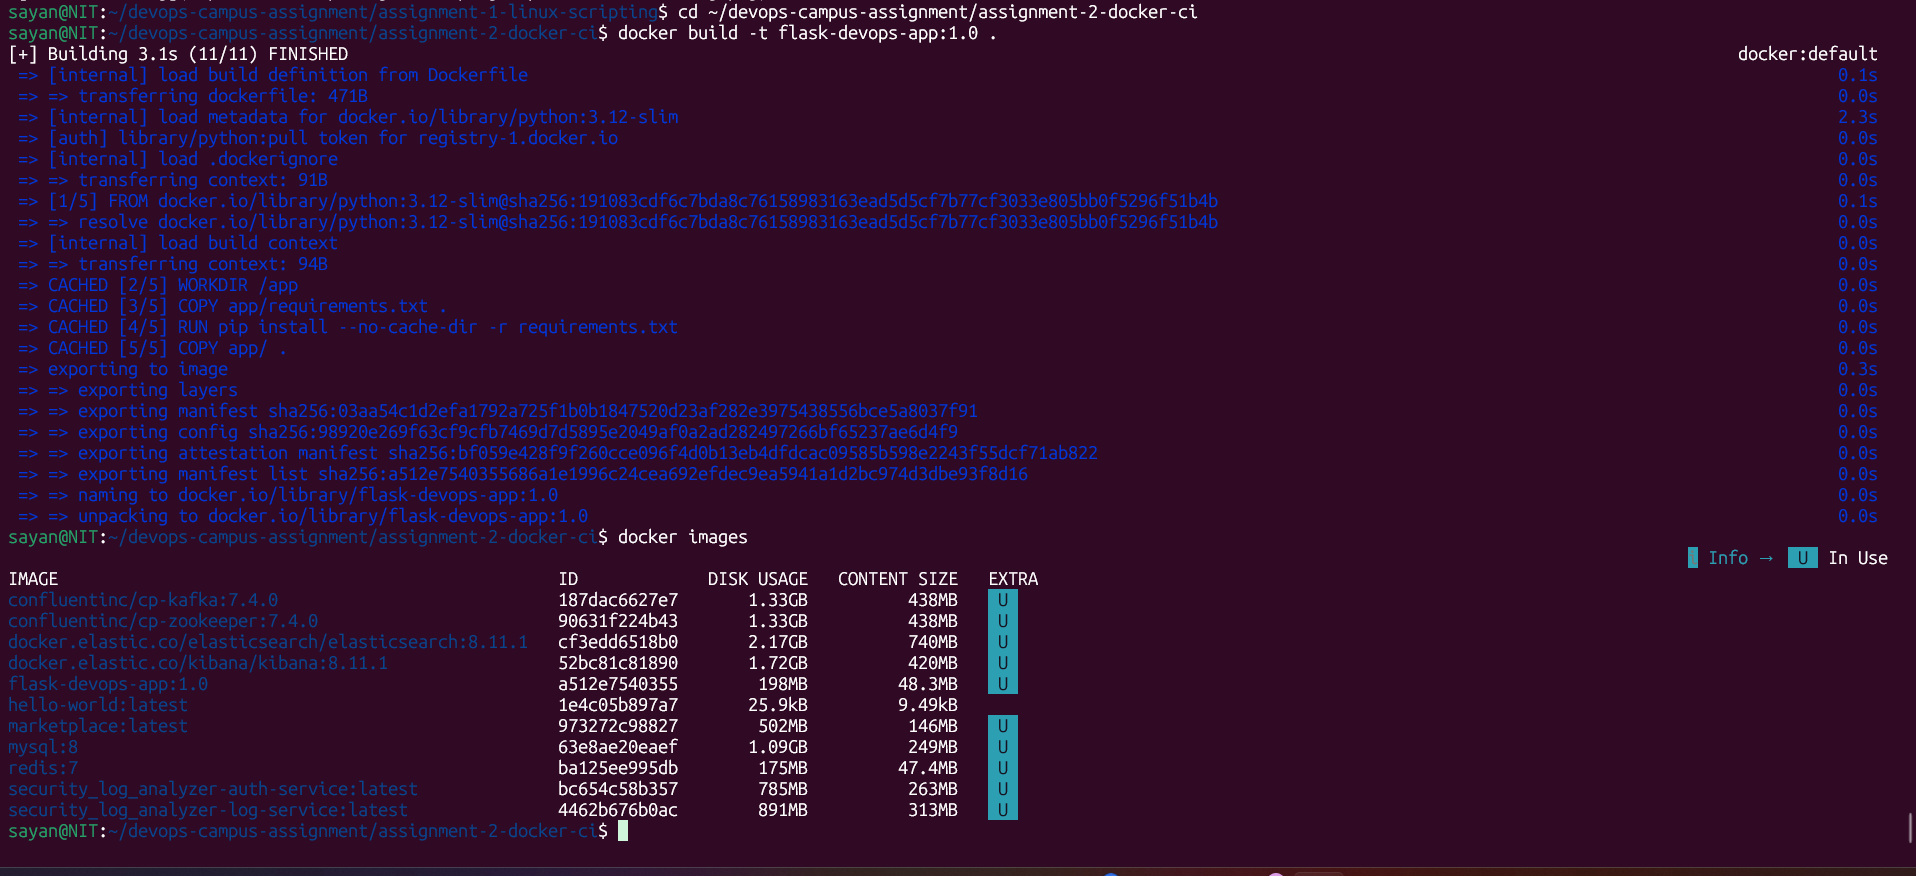 sayan@NIT:~/devops-campus-assignment/assignment-1-linux-scripting$ cd ~/devops-campus-assignment/assignment-2-docker-ci
sayan@NIT:~/devops-campus-assignment/assignment-2-docker-ci$ docker build -t flask-devops-app:1.0 .
[+] Building 3.1s (11/11) FINISHED docker:default
=> [internal] load build definition from Dockerfile 0.1s
=> => transferring dockerfile: 471B 0.0s
=> [internal] load metadata for docker.io/library/python:3.12-slim 2.3s
=> [auth] library/python:pull token for registry-1.docker.io 0.0s
=> [internal] load .dockerignore 0.0s
=> => transferring context: 91B 0.0s
=> [1/5] FROM docker.io/library/python:3.12-slim@sha256:191083cdf6c7bda8c76158983163ead5d5cf7b77cf3033e805bb0f5296f51b4b 0.1s
=> => resolve docker.io/library/python:3.12-slim@sha256:191083cdf6c7bda8c76158983163ead5d5cf7b77cf3033e805bb0f5296f51b4b 0.0s
=> [internal] load build context 0.0s
=> => transferring context: 94B 0.0s
=> CACHED [2/5] WORKDIR /app 0.0s
=> CACHED [3/5] COPY app/requirements.txt . 0.0s
=> CACHED [4/5] RUN pip install --no-cache-dir -r requirements.txt 0.0s
=> CACHED [5/5] COPY app/ . 0.0s
=> exporting to image 0.3s
=> => exporting layers 0.0s
=> => exporting manifest sha256:03aa54c1d2efa1792a725f1b0b1847520d23af282e3975438556bce5a8037f91 0.0s
=> => exporting config sha256:98920e269f63cf9cfb7469d7d5895e2049af0a2ad282497266bf65237ae6d4f9 0.0s
=> => exporting attestation manifest sha256:bf059e428f9f260cce096f4d0b13eb4dfdcac09585b598e2243f55dcf71ab822 0.0s
=> => exporting manifest list sha256:a512e7540355686a1e1996c24cea692efdec9ea5941a1d2bc974d3dbe93f8d16 0.0s
=> => naming to docker.io/library/flask-devops-app:1.0 0.0s
=> => unpacking to docker.io/library/flask-devops-app:1.0 0.0s
sayan@NIT:~/devops-campus-assignment/assignment-2-docker-ci$ docker images
Info → U In Use
IMAGE ID DISK USAGE CONTENT SIZE EXTRA
confluentinc/cp-kafka:7.4.0 187dac6627e7 1.33GB 438MB U
confluentinc/cp-zookeeper:7.4.0 90631f224b43 1.33GB 438MB U
docker.elastic.co/elasticsearch/elasticsearch:8.11.1 cf3edd6518b0 2.17GB 740MB U
docker.elastic.co/kibana/kibana:8.11.1 52bc81c81890 1.72GB 420MB U
flask-devops-app:1.0 a512e7540355 198MB 48.3MB U
hello-world:latest 1e4c05b897a7 25.9kB 9.49kB
marketplace:latest 973272c98827 502MB 146MB U
mysql:8 63e8ae20eaef 1.09GB 249MB U
redis:7 ba125ee995db 175MB 47.4MB U
security_log_analyzer-auth-service:latest bc654c58b357 785MB 263MB U
security_log_analyzer-log-service:latest 4462b676b0ac 891MB 313MB U
sayan@NIT:~/devops-campus-assignment/assignment-2-docker-ci$